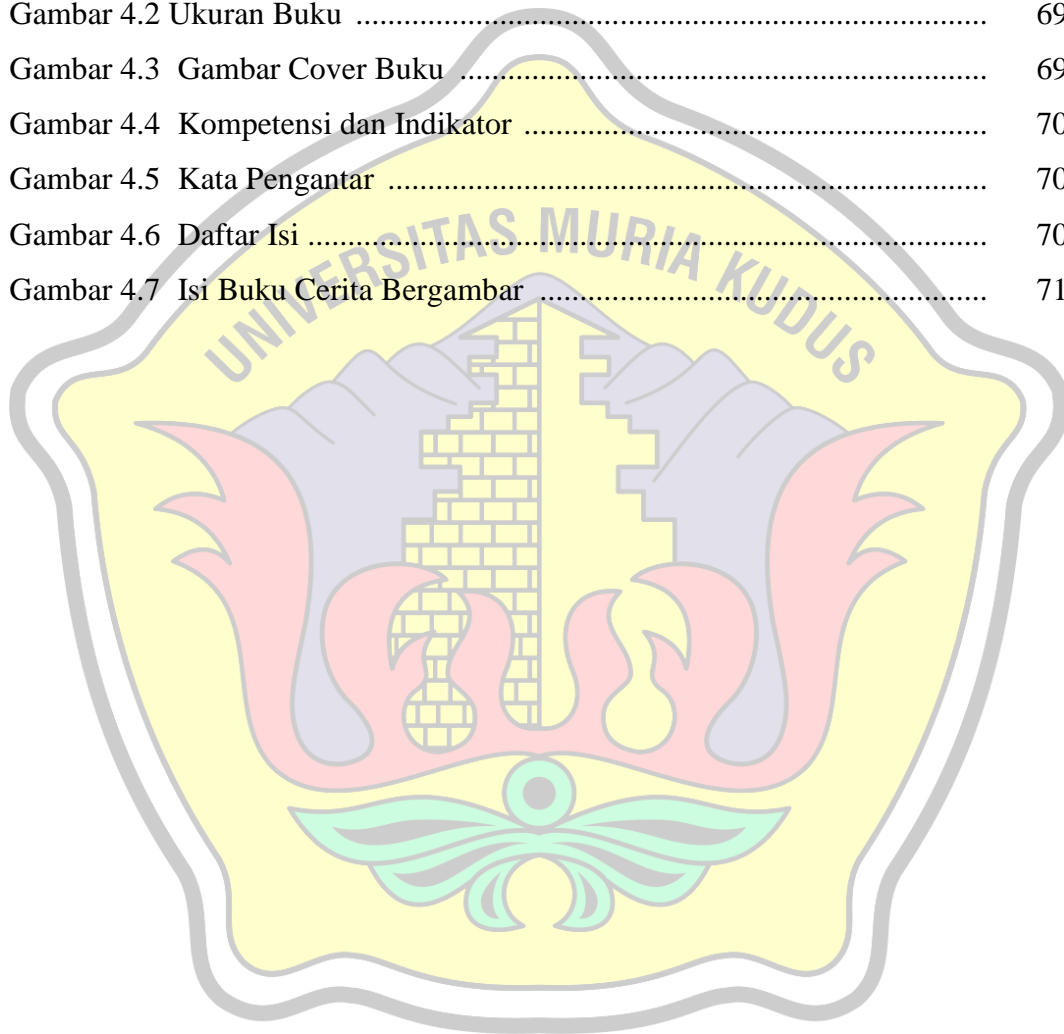 Gambar 4.2 Ukuran Buku ................................................................................ 69
Gambar 4.3 Gambar Cover Buku ................................................................... 69
Gambar 4.4 Kompetensi dan Indikator ........................................................... 70
Gambar 4.5 Kata Pengantar ............................................................................ 70
Gambar 4.6 Daftar Isi ...................................................................................... 70
Gambar 4.7 Isi Buku Cerita Bergambar ......................................................... 71
UNIVERSITAS MURIA KUDUS